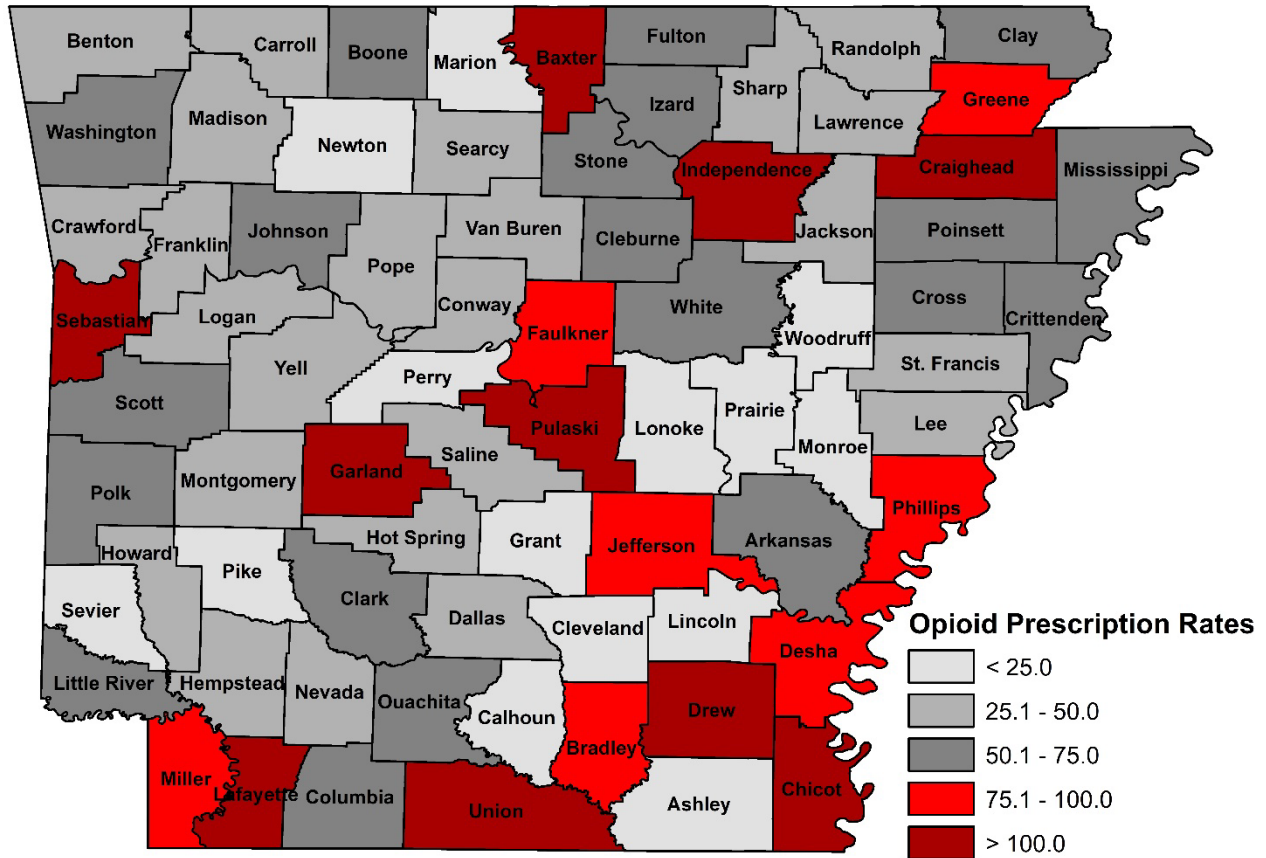 Benton
Carroll
Boone
Marion
Baxter
Fulton
Randolph
Clay
Washington
Madison
Newton
Searcy
Stone
Izard
Sharp
Lawrence
Greene
Independence
Craighead
Mississippi
Crawford
Franklin
Johnson
Pope
Van Buren
Cleburne
Jackson
Poinsett
Sebastian
Logan
Conway
Faulkner
White
Woodruff
Cross
Crittenden
Yell
Perry
St. Francis
Scott
Saline
Pulaski
Lonoke
Prairie
Monroe
Lee
Polk
Montgomery
Garland
Phillips
Howard
Hot Spring
Grant
Jefferson
Arkansas
Pike
Sevier
Clark
Dallas
Cleveland
Lincoln
Desha
Little River
Hempstead
Nevada
Ouachita
Calhoun
Bradley
Drew
Miller
Lafayette
Columbia
Union
Ashley
Chicot
Opioid Prescription Rates
< 25.0
25.1 - 50.0
50.1 - 75.0
75.1 - 100.0
> 100.0